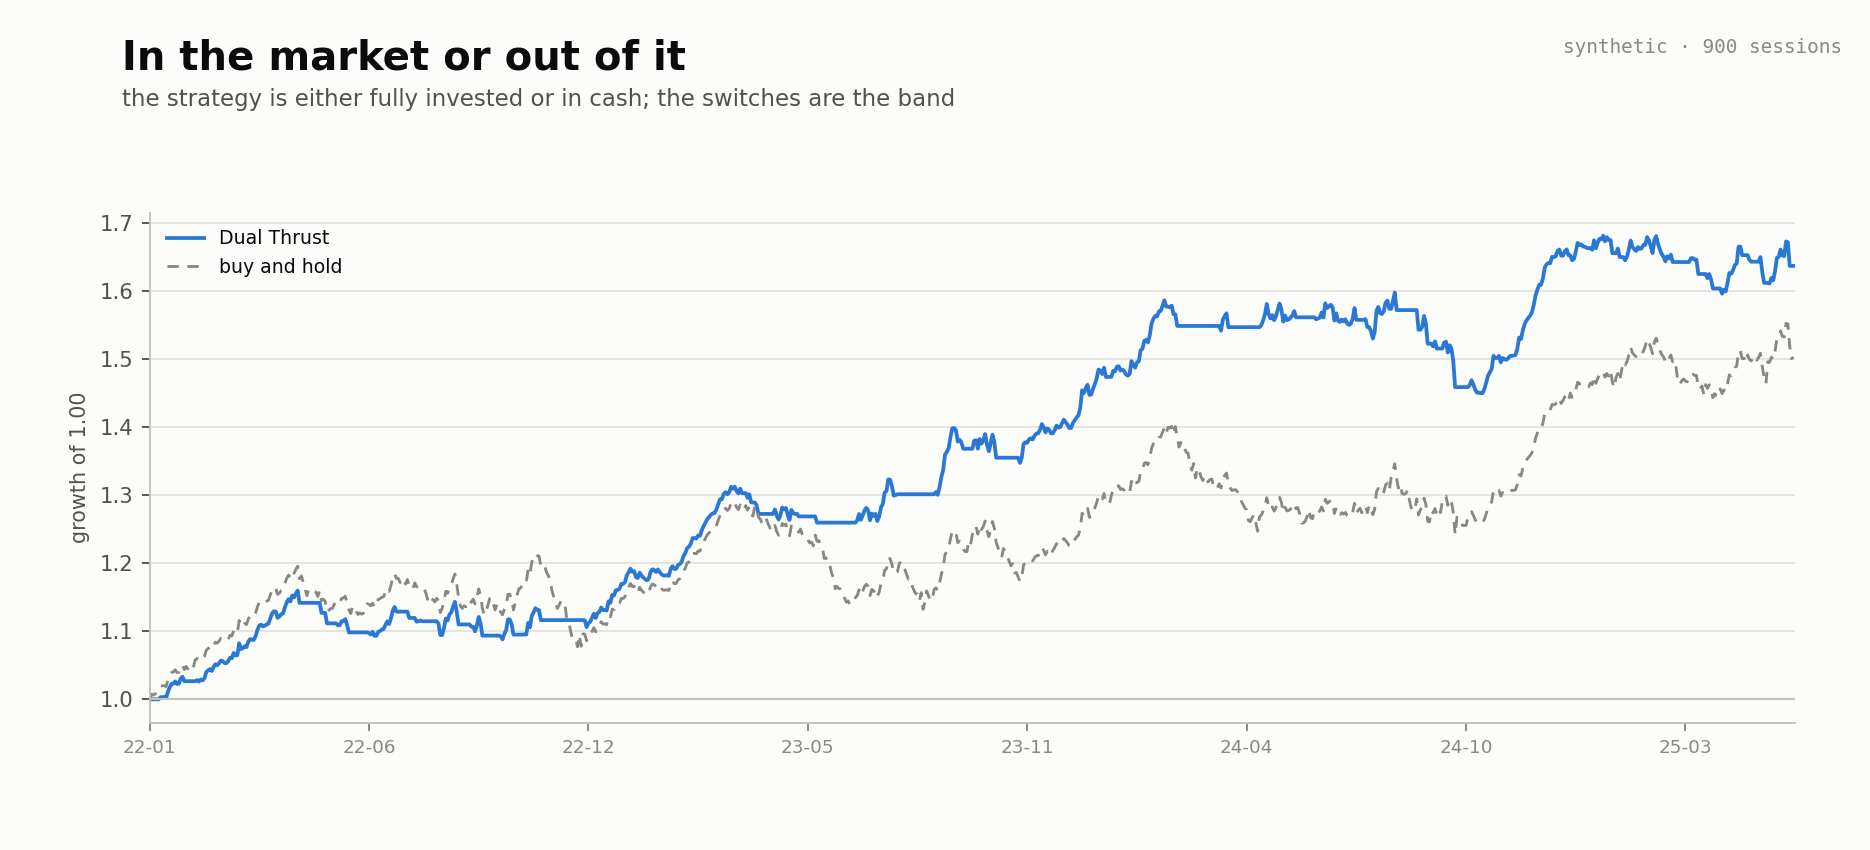 In the market or out of it
synthetic · 900 sessions
the strategy is either fully invested or in cash; the switches are the band
Dual Thrust
buy and hold
growth of 1.00
1.7
1.6
1.5
1.4
1.3
1.2
1.1
1.0
22-01 22-06 22-12 23-05 23-11 24-04 24-10 25-03